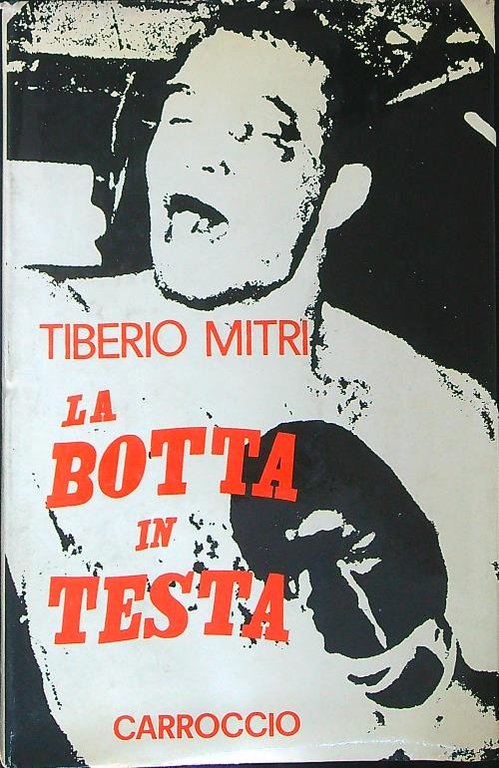 TIBERIO MITRI
LA
BOTTA
IN
TESTA
CARROCCIO